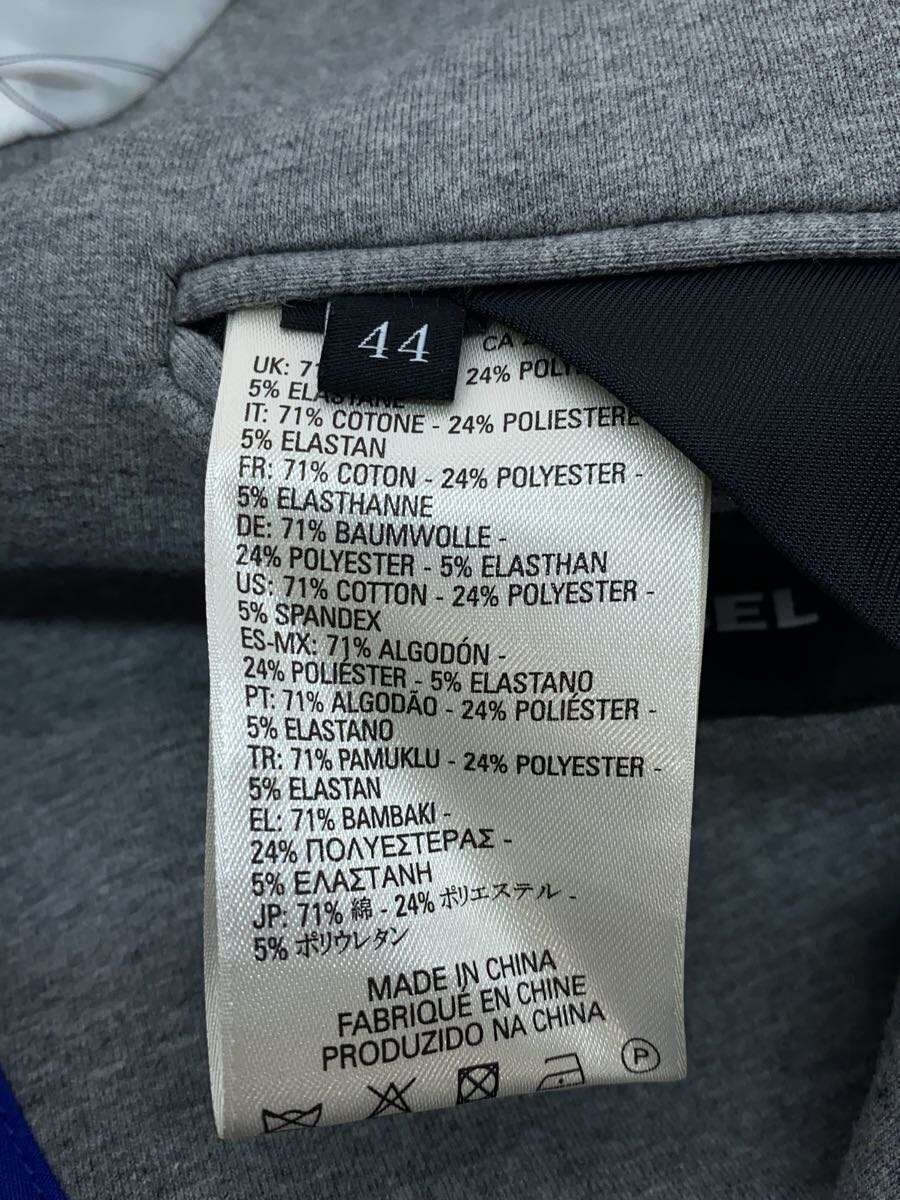 44
CA
UK: 71
24%
5% ELASTANE
IT: 71% COTONE - 24% POLIESTERE
5% ELASTAN
FR: 71% COTON - 24% POLYESTER -
5% ELASTHANNE
DE: 71% BAUMWOLLE -
24% POLYESTER - 5% ELASTHAN
US: 71% COTTON - 24% POLYESTER -
5% SPANDEX
ES-MX: 71% ALGODÓN -
24% POLIÉSTER - 5% ELASTANO
PT: 71% ALGODÃO - 24% POLIÉSTER -
5% ELASTANO
TR: 71% PAMUKLU - 24% POLYESTER -
5% ELASTAN
EL: 71% BAMBAKI -
24% ΠΟΛΥΕΣΤΕΡΑΣ -
5% ΕΛΑΣΤΑΝΗ
JP: 71% 綿 - 24% ポリエステル -
5% ポリウレタン
MADE IN CHINA
FABRIQUÉ EN CHINE
PRODUZIDO NA CHINA
P
EL